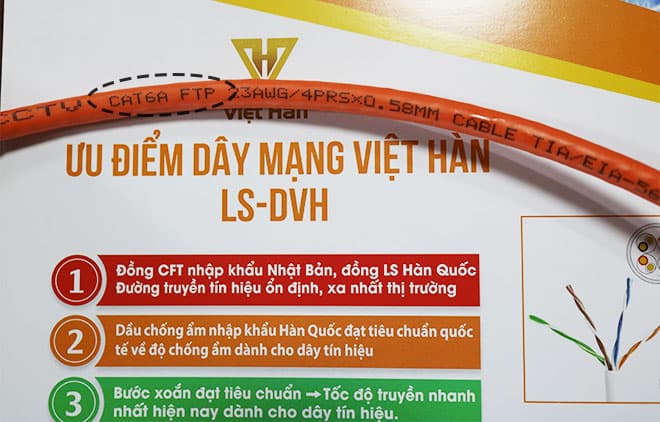 CCTV CAT6A FTP 23AWG/4PRS×0.58MM CABLE TIA/EIA-56
Việt Hàn
ƯU ĐIỂM DÂY MẠNG VIỆT HÀN
LS-DVH
1
Đồng CFT nhập khẩu Nhật Bản, đồng LS Hàn Quốc
Đường truyền tín hiệu ổn định, xa nhất thị trường
2
Dầu chống ẩm nhập khẩu Hàn Quốc đạt tiêu chuẩn quốc
tế về độ chống ẩm dành cho dây tín hiệu
3
Bước xoắn đạt tiêu chuẩn → Tốc độ truyền nhanh
nhất hiện nay dành cho dây tín hiệu.